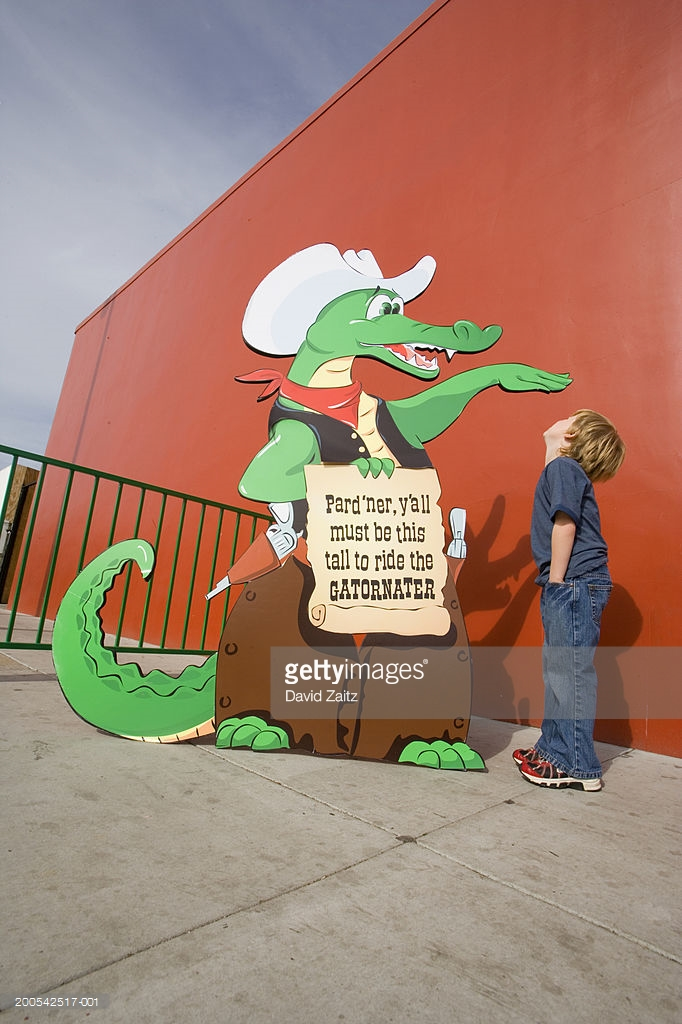 Pard'ner, y'all
must be this
tall to ride the
GATORNATER
gettyimages®
David Zaitz
200542517-001